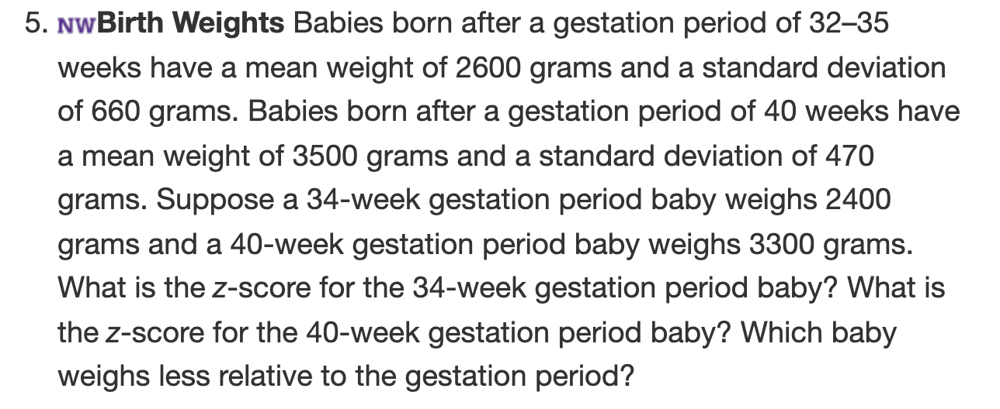 5. NWBirth Weights Babies born after a gestation period of 32–35
weeks have a mean weight of 2600 grams and a standard deviation
of 660 grams. Babies born after a gestation period of 40 weeks have
a mean weight of 3500 grams and a standard deviation of 470
grams. Suppose a 34-week gestation period baby weighs 2400
grams and a 40-week gestation period baby weighs 3300 grams.
What is the z-score for the 34-week gestation period baby? What is
the z-score for the 40-week gestation period baby? Which baby
weighs less relative to the gestation period?